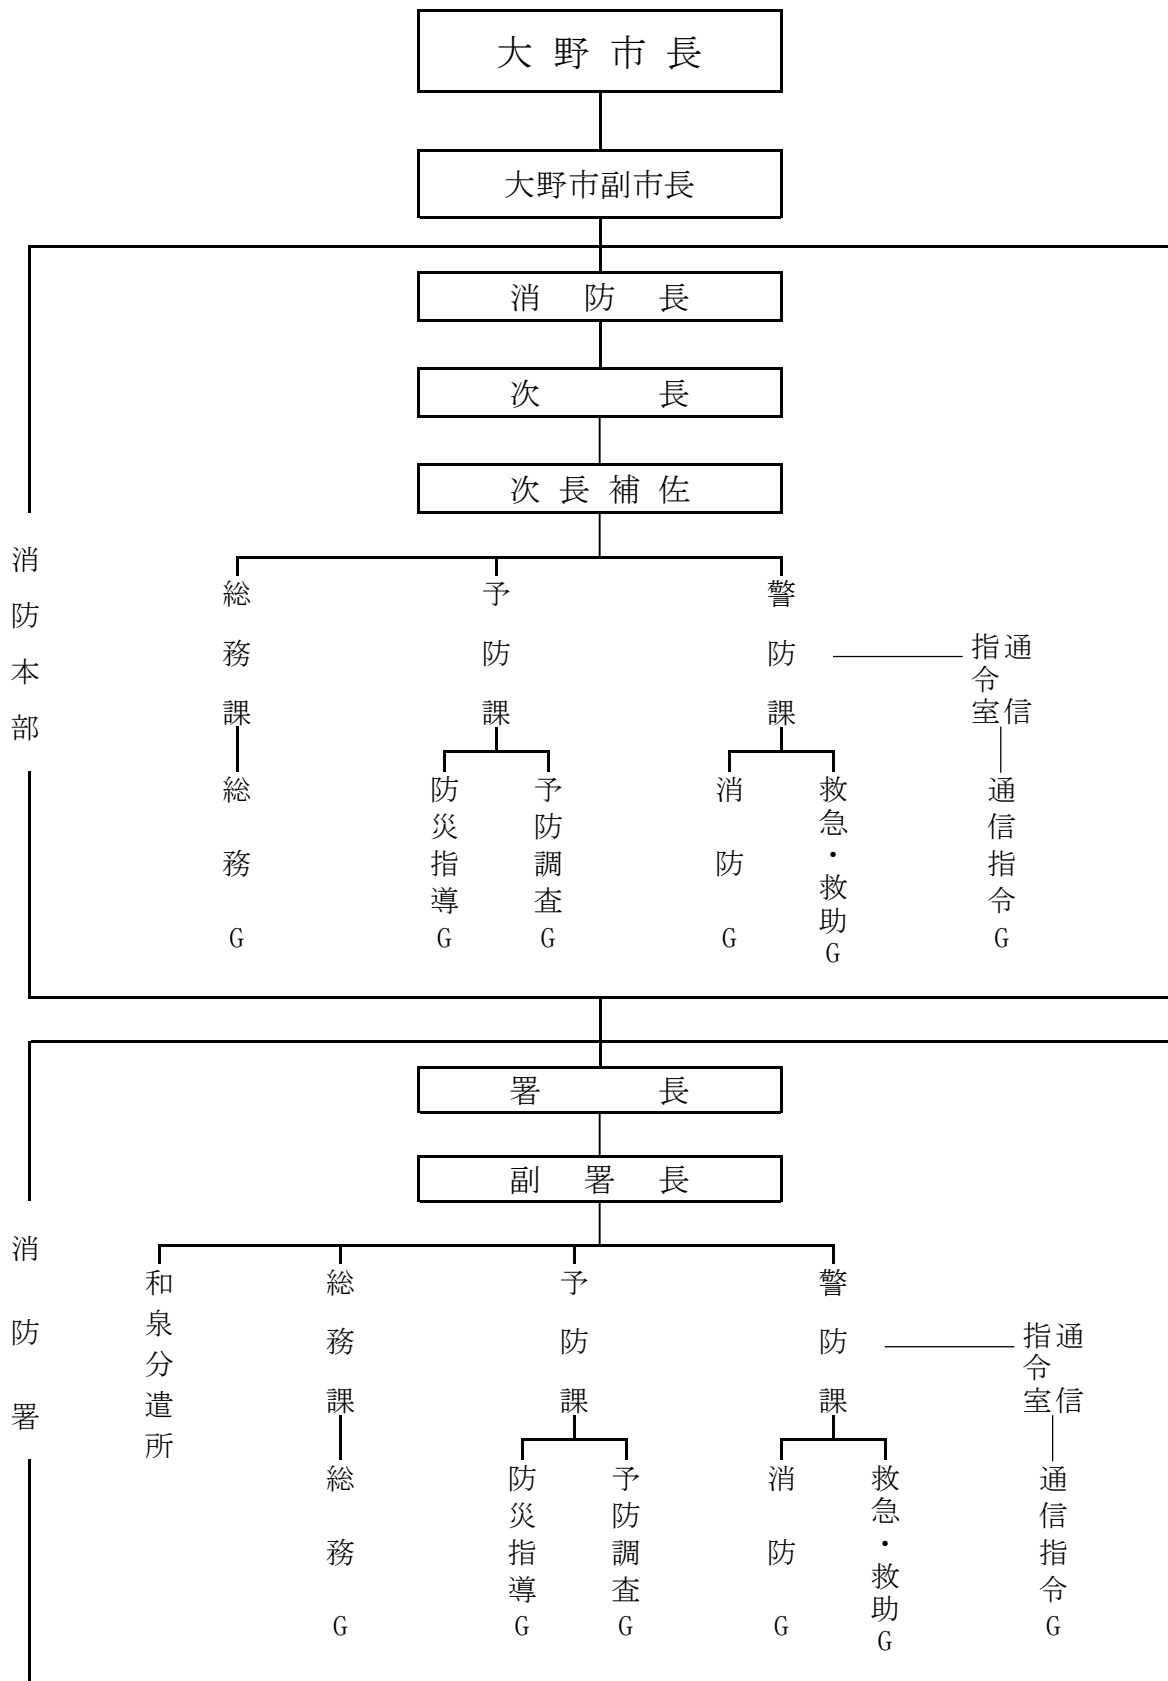 大野市長
大野市副市長
消防長
次長
次長補佐
消防本部
総務課
予防課
警防課
通信
指令室
総務G
防災指導G
予防調査G
消防G
救急・救助G
通信指令G
署長
副署長
消防署
和泉分遣所
総務課
予防課
警防課
通信
指令室
総務G
防災指導G
予防調査G
消防G
救急・救助G
通信指令G